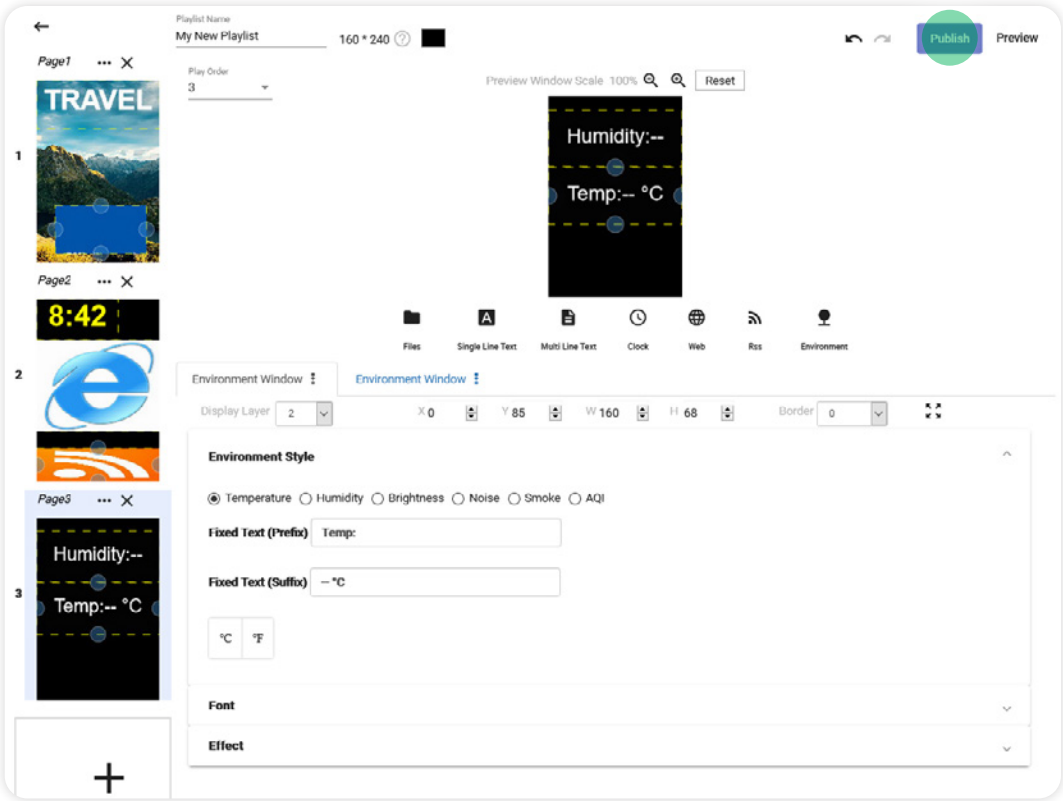 Playlist Name
My New Playlist
160 * 240 ?
Publish
Preview
Play Order
3
Preview Window Scale 100%
Reset
Page1 ••• X
1
TRAVEL
Page2 ••• X
2
8:42
Page3 ••• X
3
Humidity:--
Temp:-- °C
Humidity:--
Temp:-- °C
Files
A
Single Line Text
Multi Line Text
Clock
Web
Rss
Environment
Environment Window
Environment Window
Display Layer 2 X 0 Y 85 W 160 H 68 Border 0
Environment Style
Temperature Humidity Brightness Noise Smoke AQI
Fixed Text (Prefix) Temp:
Fixed Text (Suffix) -- °C
°C °F
Font
Effect
+